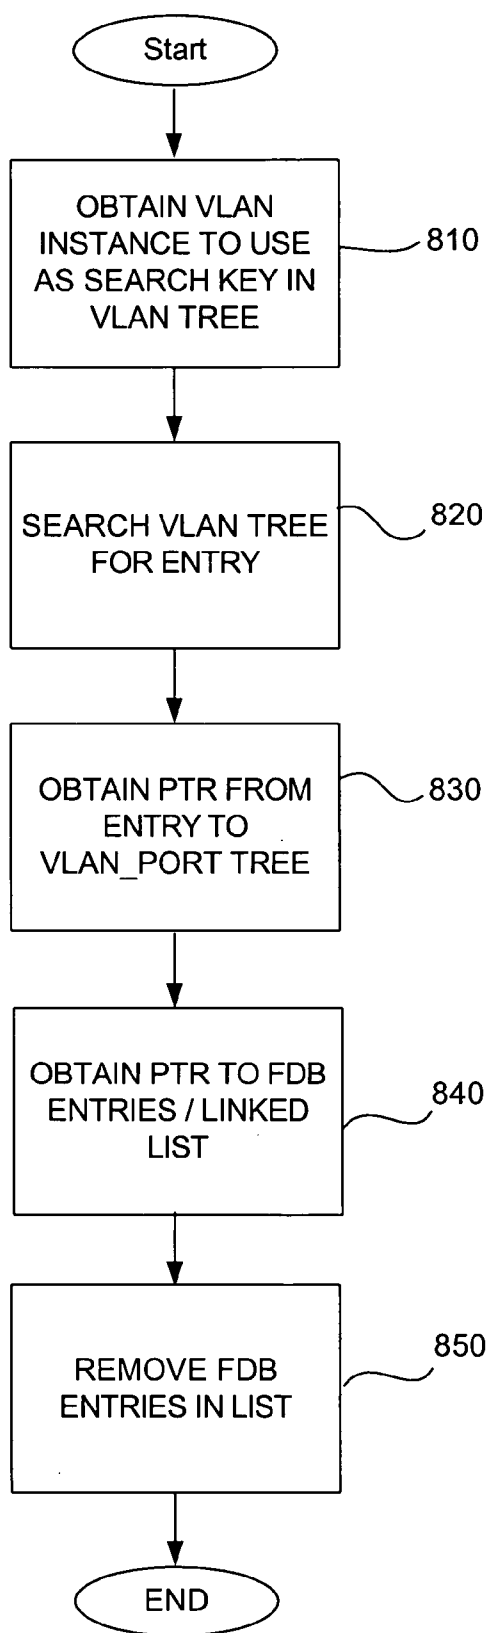 Start
OBTAIN VLAN
INSTANCE TO USE
AS SEARCH KEY IN
VLAN TREE
810
SEARCH VLAN TREE
FOR ENTRY
820
OBTAIN PTR FROM
ENTRY TO
VLAN_PORT TREE
830
OBTAIN PTR TO FDB
ENTRIES / LINKED
LIST
840
REMOVE FDB
ENTRIES IN LIST
850
END